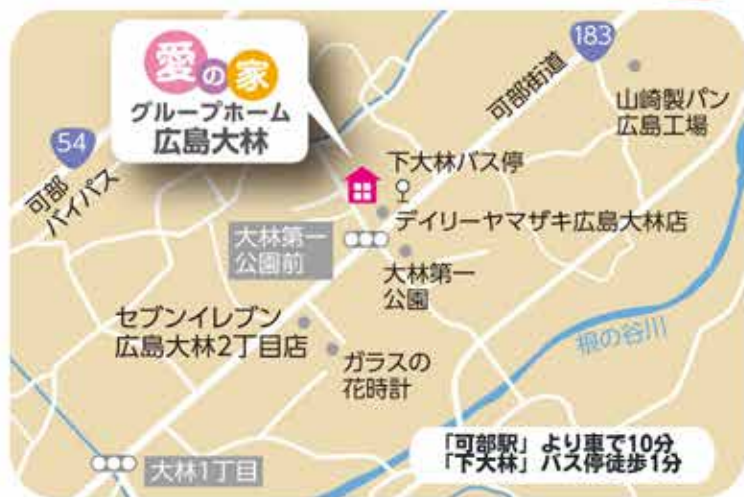 愛の家
グループホーム
広島大林
183
可部街道
山崎製パン
広島工場
54
可部
バイパス
下大林バス停
デイリーヤマザキ広島大林店
大林第一
公園前
大林第一
公園
セブンイレブン
広島大林2丁目店
ガラスの
花時計
根の谷川
大林1丁目
「可部駅」より車で10分
「下大林」バス停徒歩1分